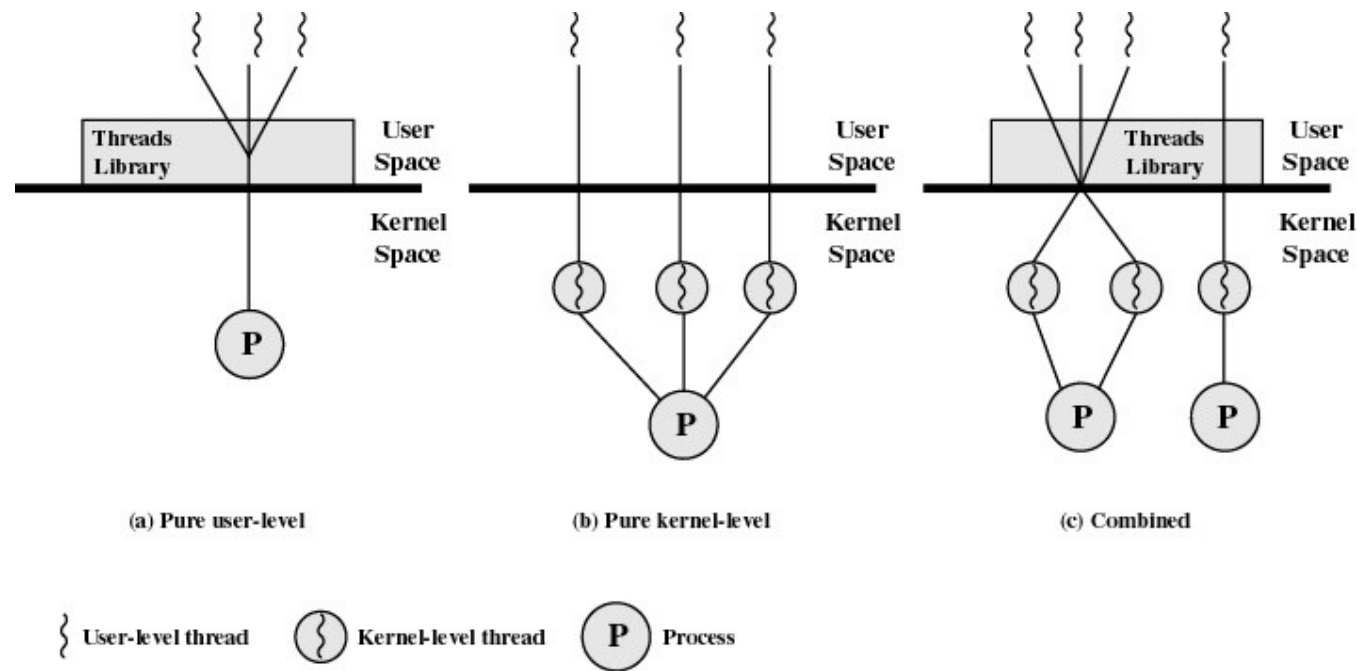 Threads
Library
User
Space
Kernel
Space
P
(a) Pure user-level
User
Space
Kernel
Space
P
(b) Pure kernel-level
Threads
Library
User
Space
Kernel
Space
P
P
(c) Combined
User-level thread
Kernel-level thread
P
Process